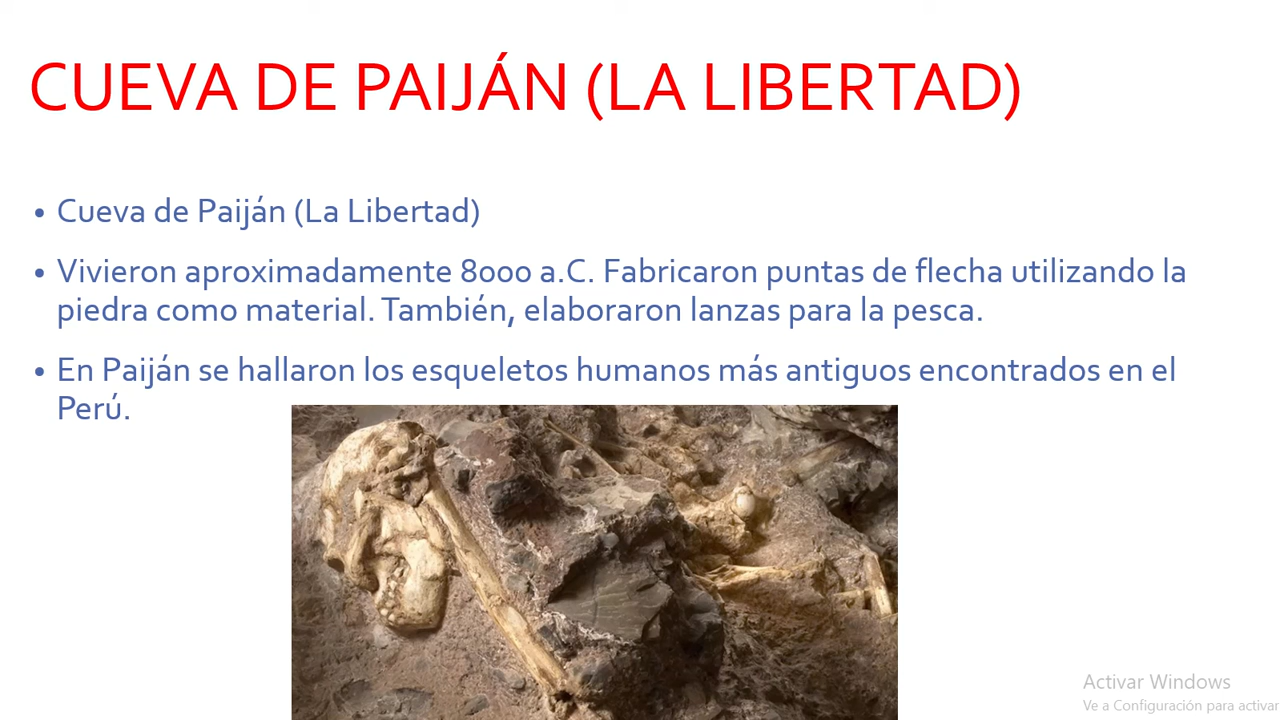 CUEVA DE PAIJÁN (LA LIBERTAD)
• Cueva de Paiján (La Libertad)
• Vivieron aproximadamente 8000 a.C. Fabricaron puntas de flecha utilizando la
piedra como material. También, elaboraron lanzas para la pesca.
• En Paiján se hallaron los esqueletos humanos más antiguos encontrados en el
Perú.
Activar Windows
Ve a Configuración para activar